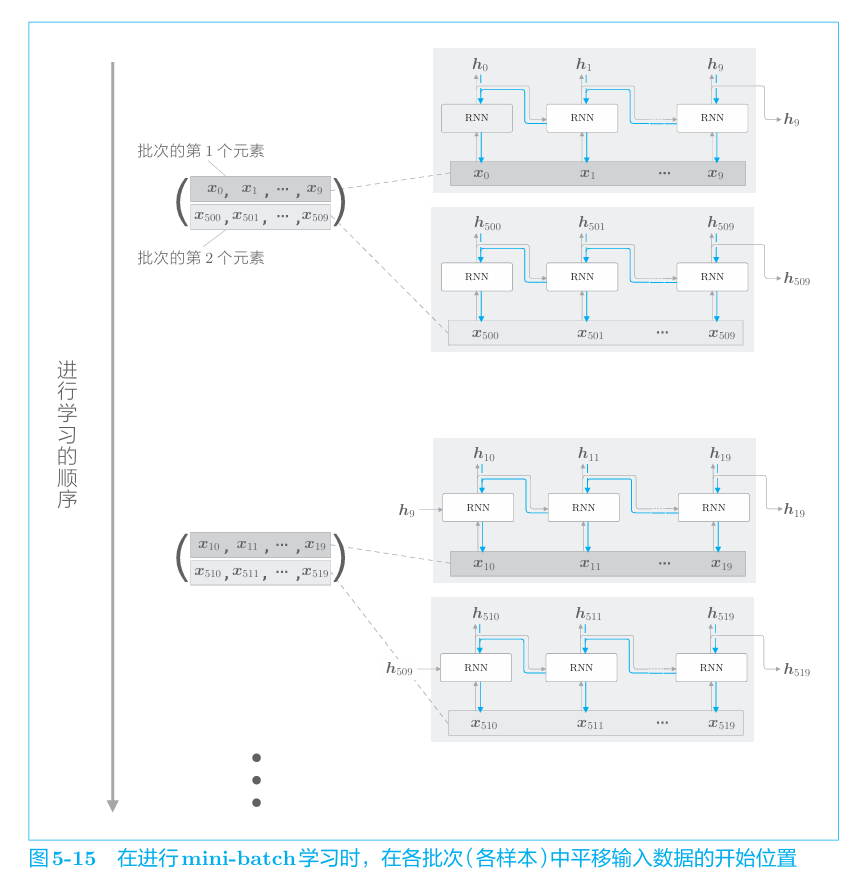 h0 h1 h9
RNN RNN RNN h9
批次的第 1 个元素
x0 x1 ··· x9
( x0, x1 , ··· , x9
x500 ,x501 , ··· ,x509 )
批次的第 2 个元素
h500 h501 h509
RNN RNN RNN h509
x500 x501 ··· x509
进行学习的顺序
h10 h11 h19
h9 RNN RNN RNN h19
( x10 , x11 , ··· , x19
x510 ,x511 , ··· ,x519 )
x10 x11 ··· x19
h510 h511 h519
h509 RNN RNN RNN h519
x510 x511 ··· x519
图 5-15 在进行 mini-batch 学习时，在各批次（各样本）中平移输入数据的开始位置